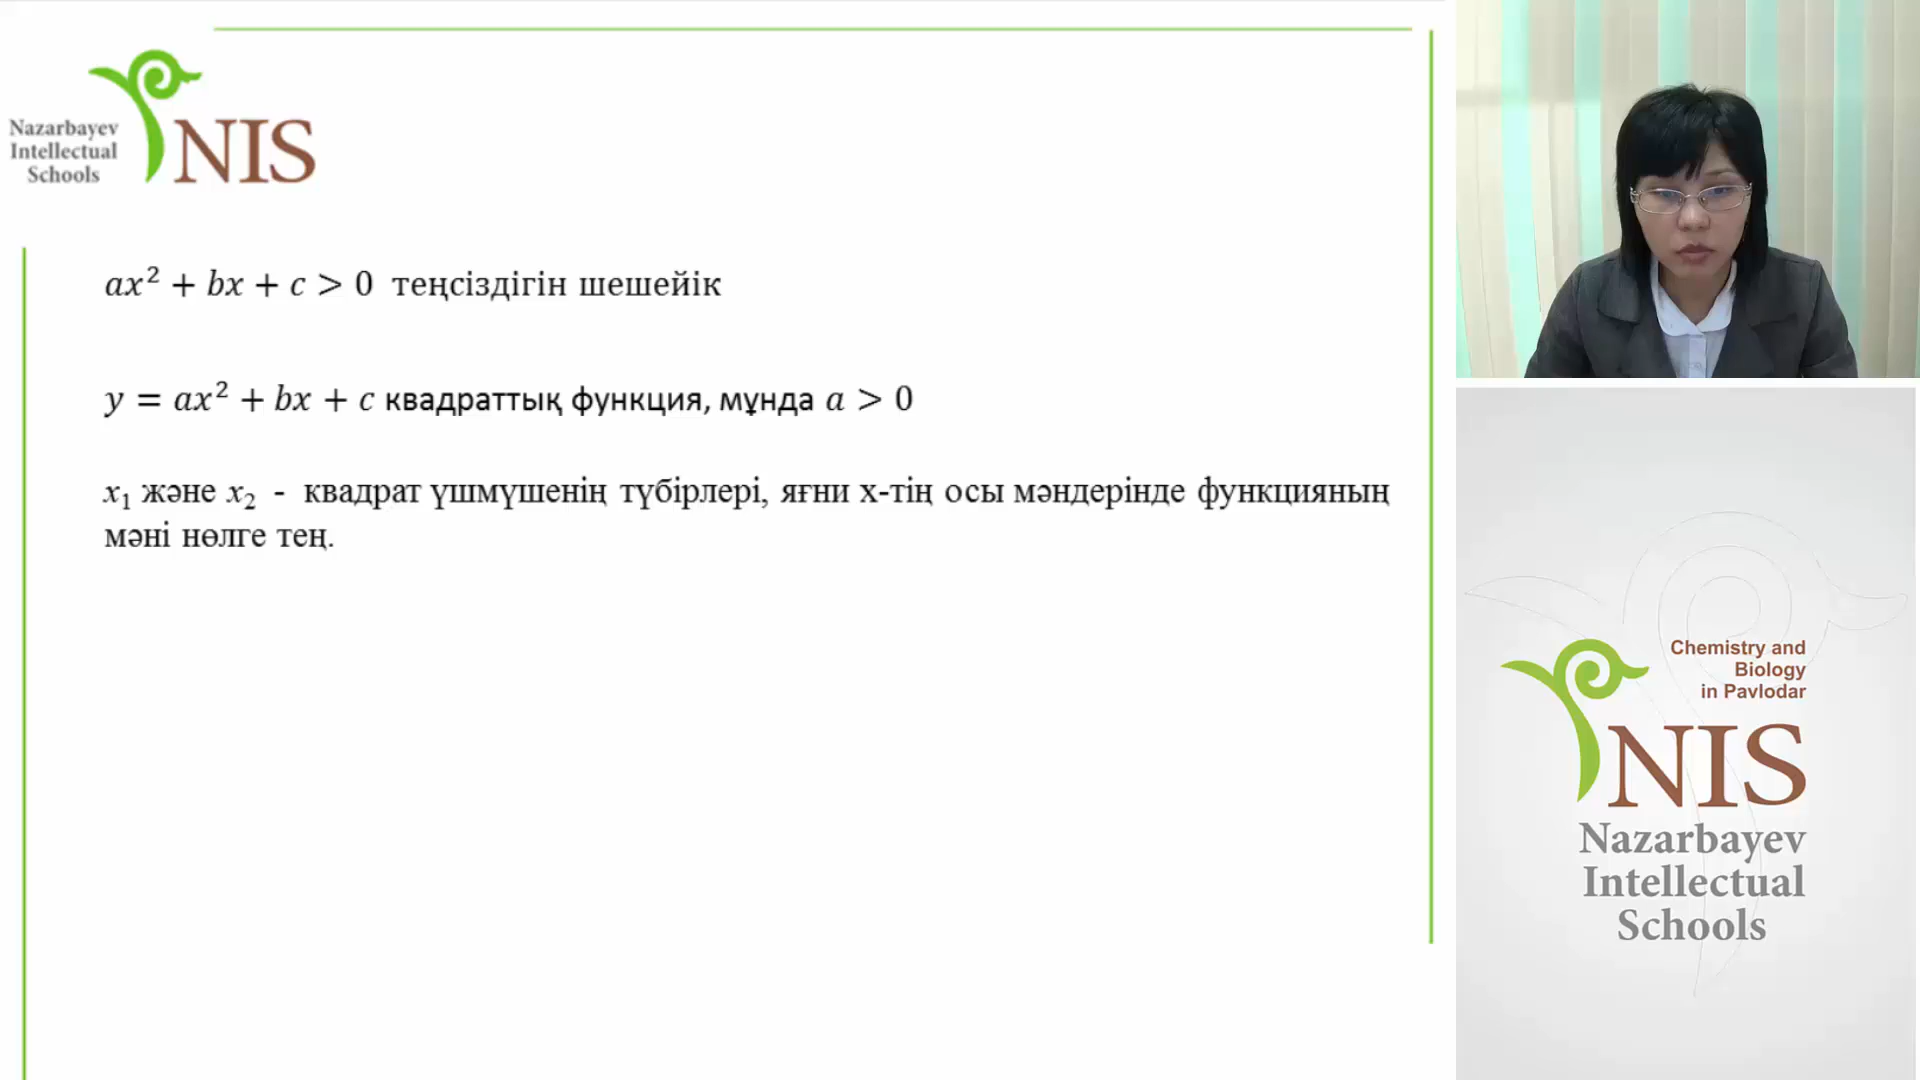 Nazarbayev
Intellectual
Schools
NIS
ax² + bx + c > 0 теңсіздігін шешейік
y = ax² + bx + c квадраттық функция, мұнда a > 0
x₁ және x₂ - квадрат үшмүшенің түбірлері, яғни х-тің осы мәндерінде функцияның
мәні нөлге тең.
Chemistry and
Biology
in Pavlodar
NIS
Nazarbayev
Intellectual
Schools